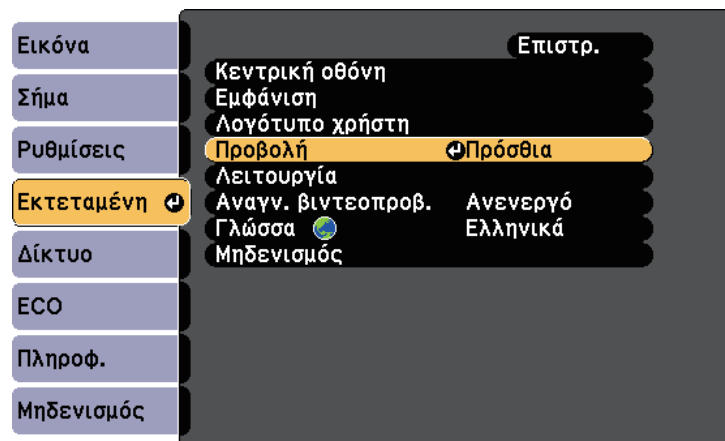 Εικόνα
Σήμα
Ρυθμίσεις
Εκτεταμένη
Δίκτυο
ECO
Πληροφ.
Μηδενισμός
Επιστρ.
Κεντρική οθόνη
Εμφάνιση
Λογότυπο χρήστη
Προβολή Πρόσθια
Λειτουργία
Αναγν. βιντεοπροβ. Ανενεργό
Γλώσσα Ελληνικά
Μηδενισμός